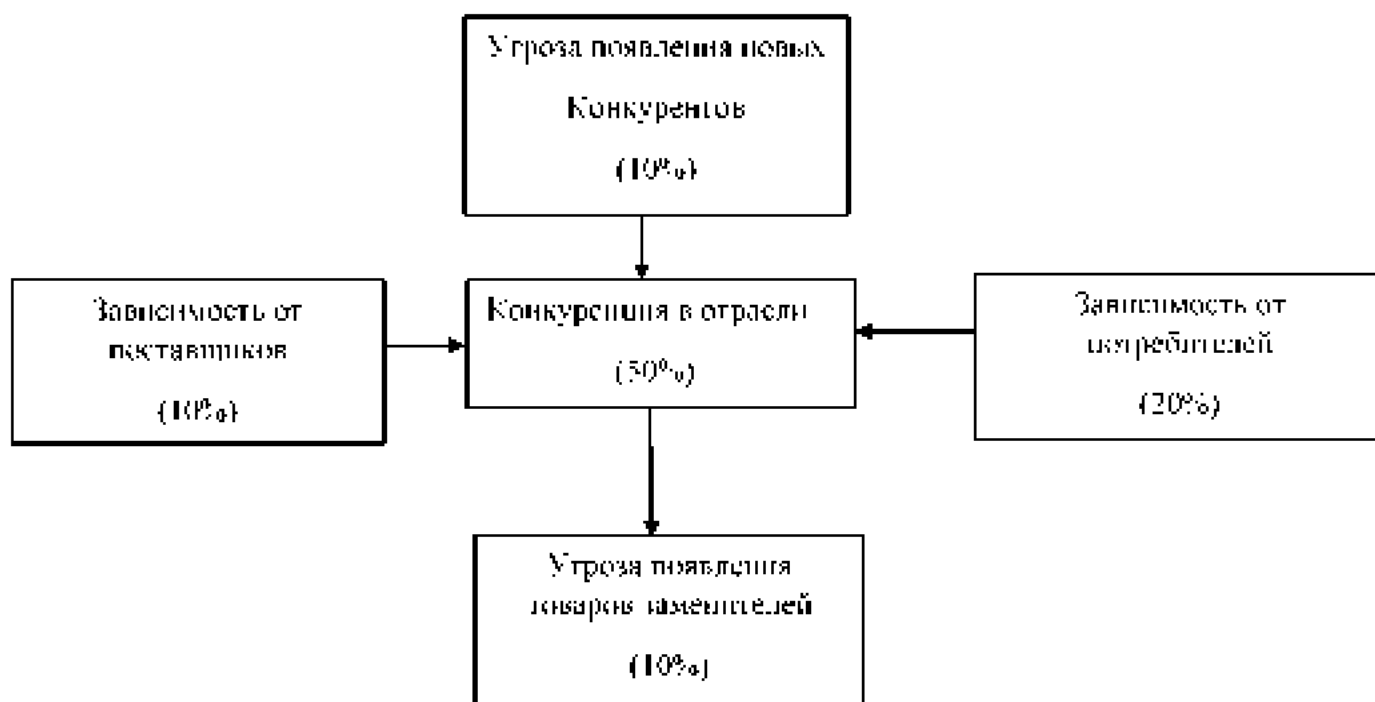 Угроза появления новых
Конкурентов
(10%)
Зависимость от
поставщиков
(10%)
Конкуренция в отрасли
(50%)
Зависимость от
потребителей
(20%)
Угроза появления
товаров заменителей
(10%)